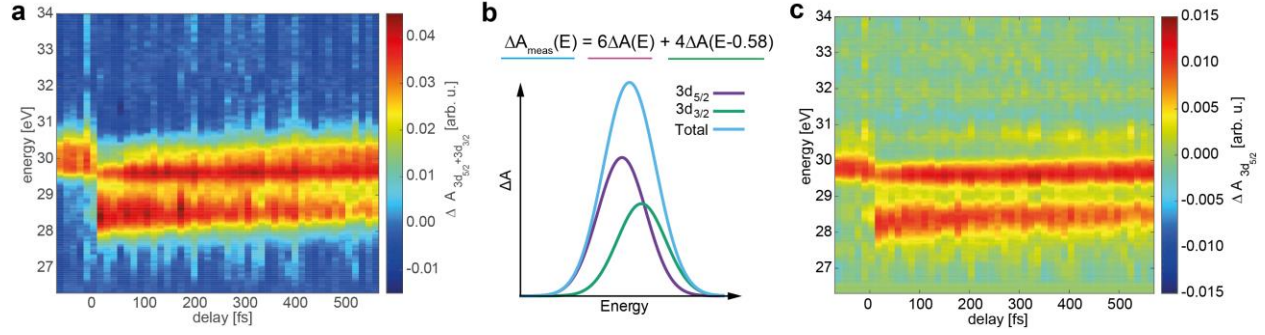 a
34
33
32
31
30
29
28
27
energy [eV]
0 100 200 300 400 500
delay [fs]
0.04
0.03
0.02
0.01
0.00
-0.01
Δ A 3d5/2+3d3/2 [arb. u.]
b
ΔAmeas(E) = 6ΔA(E) + 4ΔA(E-0.58)
3d5/2
3d3/2
Total
ΔA
Energy
c
34
33
32
31
30
29
28
27
energy [eV]
0 100 200 300 400 500
delay [fs]
0.015
0.010
0.005
0.000
-0.005
-0.010
-0.015
Δ A 3d5/2 [arb. u.]